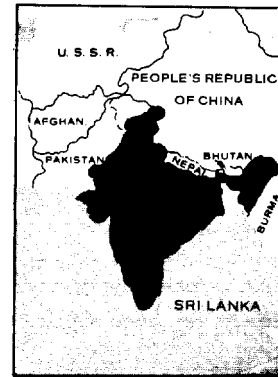 U. S. S. R.
PEOPLE'S REPUBLIC
OF CHINA
AFGHAN.
PAKISTAN
NEPAL
BHUTAN
BURMA
SRI LANKA